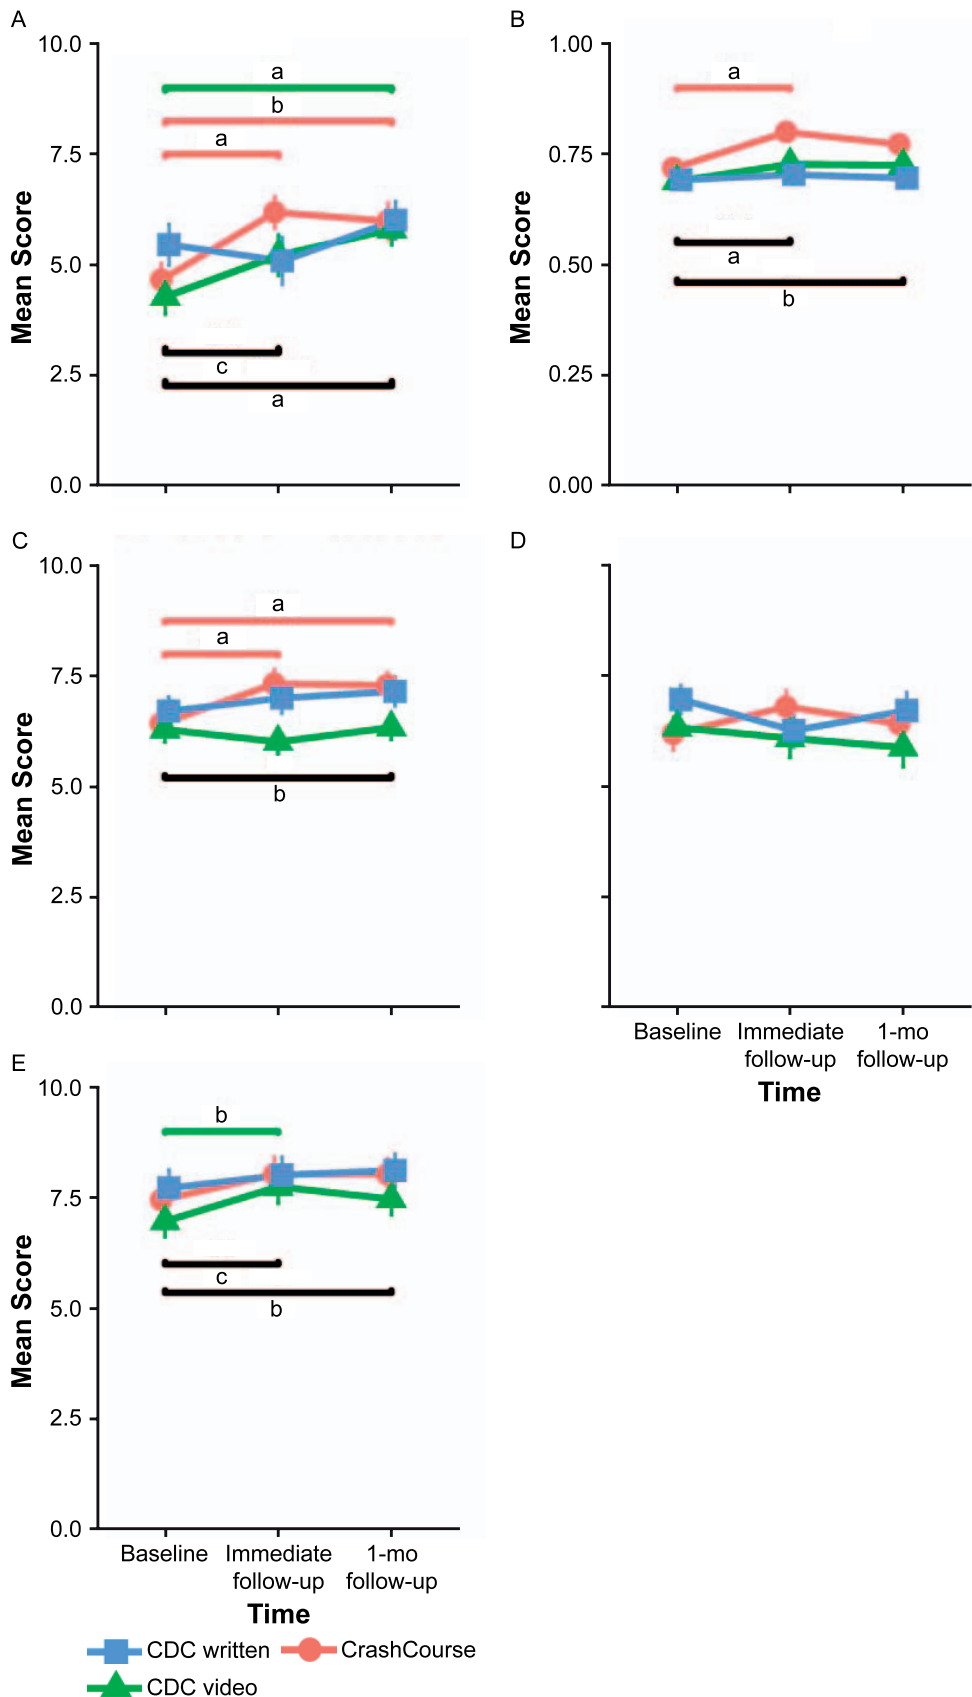 A
10.0
7.5
5.0
2.5
0.0
Mean Score
a
b
a
c
a
B
1.00
0.75
0.50
0.25
0.00
Mean Score
a
a
b
C
10.0
7.5
5.0
2.5
0.0
Mean Score
a
a
b
D
Baseline Immediate follow-up 1-mo follow-up
Time
E
10.0
7.5
5.0
2.5
0.0
Mean Score
b
c
b
Baseline Immediate follow-up 1-mo follow-up
Time
CDC written CrashCourse
CDC video